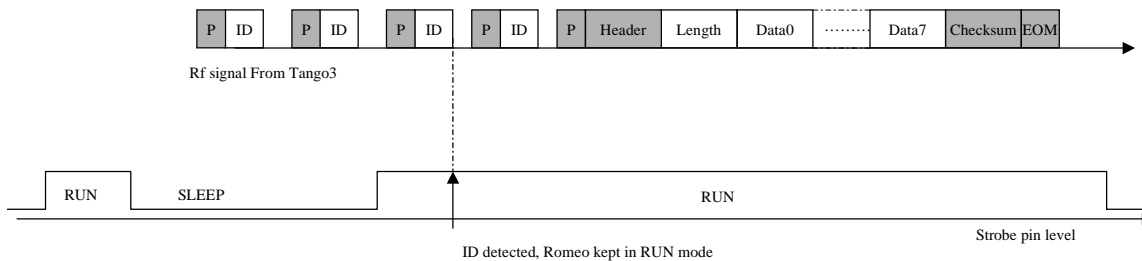 P ID P ID P ID P ID P Header Length Data0 ........ Data7 Checksum EOM
Rf signal From Tango3
RUN SLEEP RUN
Strobe pin level
ID detected, Romeo kept in RUN mode